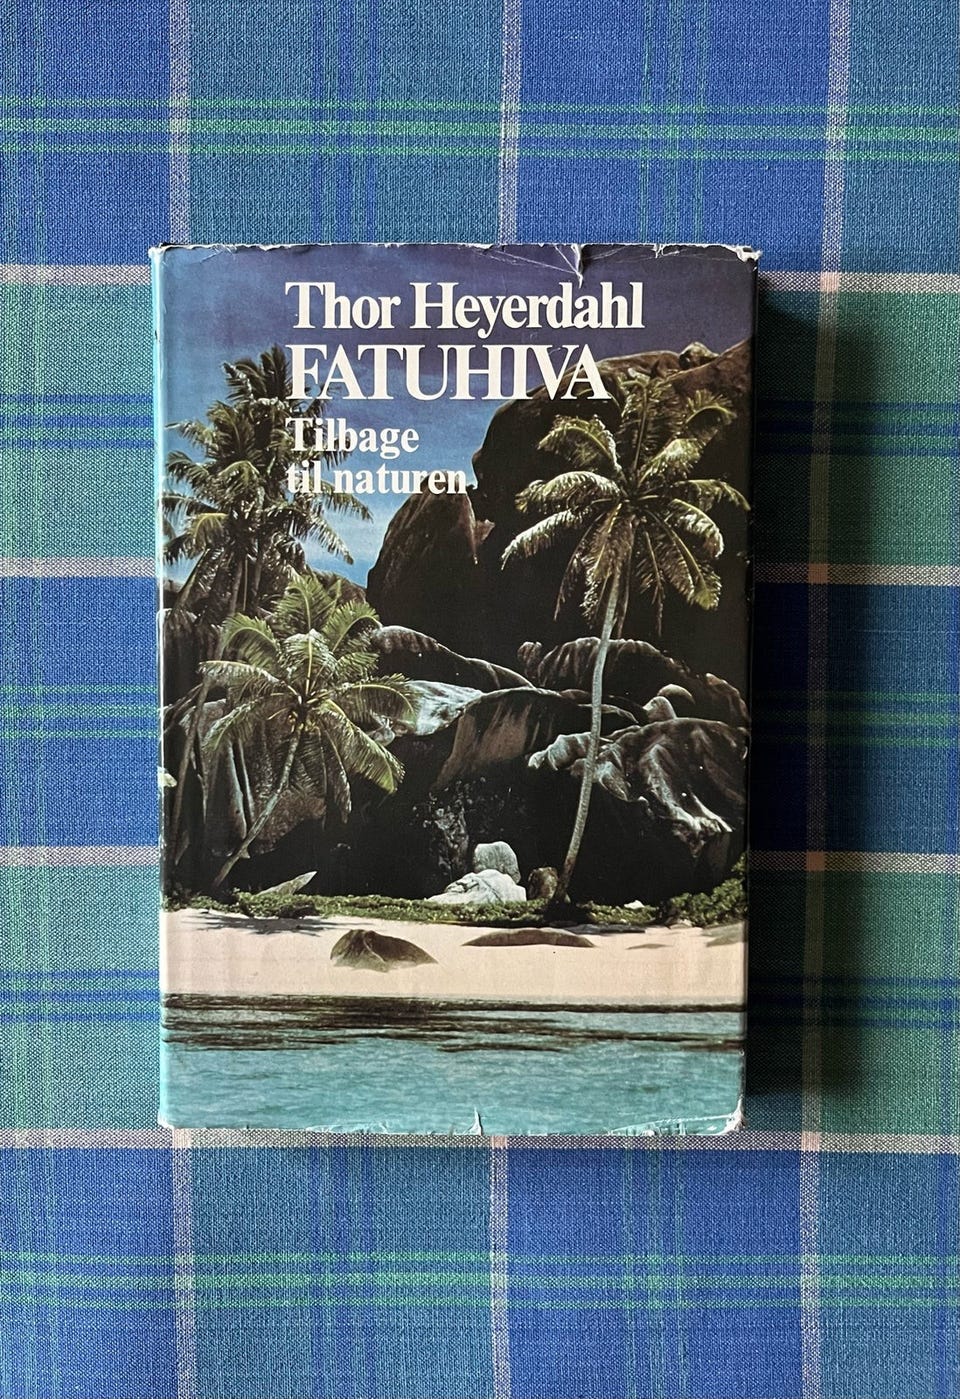 Thor Heyerdahl
FATUHIVA
Tilbage
til naturen